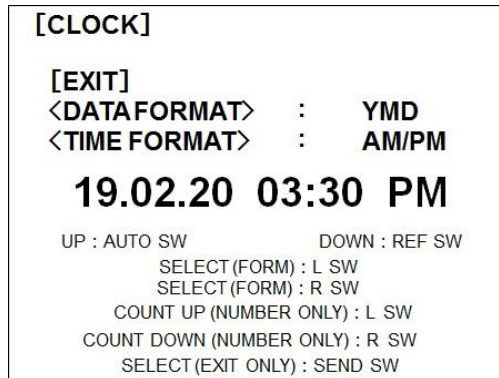 [CLOCK]
[EXIT]
<DATA FORMAT> : YMD
<TIME FORMAT> : AM/PM
19.02.20 03:30 PM
UP : AUTO SW DOWN : REF SW
SELECT (FORM) : L SW
SELECT (FORM) : R SW
COUNT UP (NUMBER ONLY) : L SW
COUNT DOWN (NUMBER ONLY) : R SW
SELECT (EXIT ONLY) : SEND SW